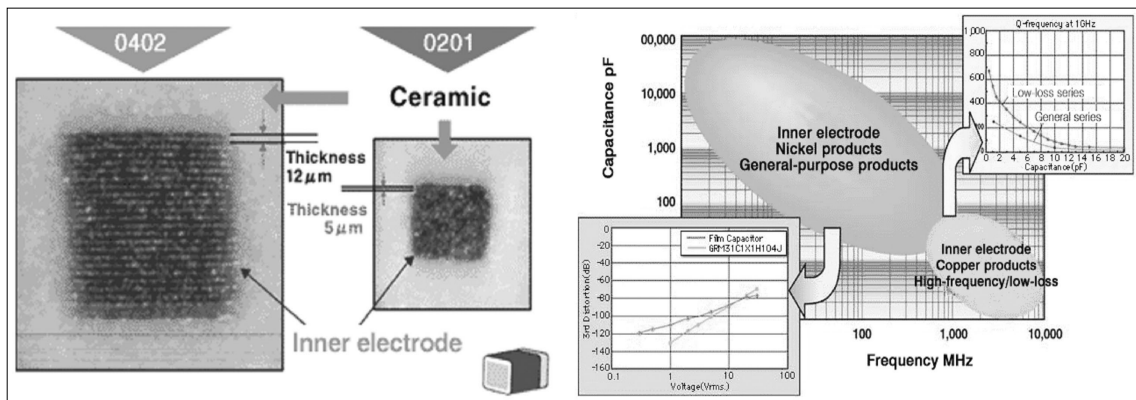 0402
0201
Ceramic
Thickness
12μm
Thickness
5μm
Inner electrode
Capacitance pF
00,000
10,000
1,000
100
100
1,000
10,000
Frequency MHz
Inner electrode
Nickel products
General-purpose products
Inner electrode
Copper products
High-frequency/low-loss
Q-frequency at 1GHz
1,000
800
600
400
200
0
Low-loss series
General series
0 2 4 6 8 10 12 14 16 18 20
Capacitance(pF)
Film Capacitor
GRM31C1X1H104J
3rd Distortion(dB)
0
-20
-40
-60
-80
-100
-120
-140
-160
0.1 1 10 100
Voltage(Vrms.)